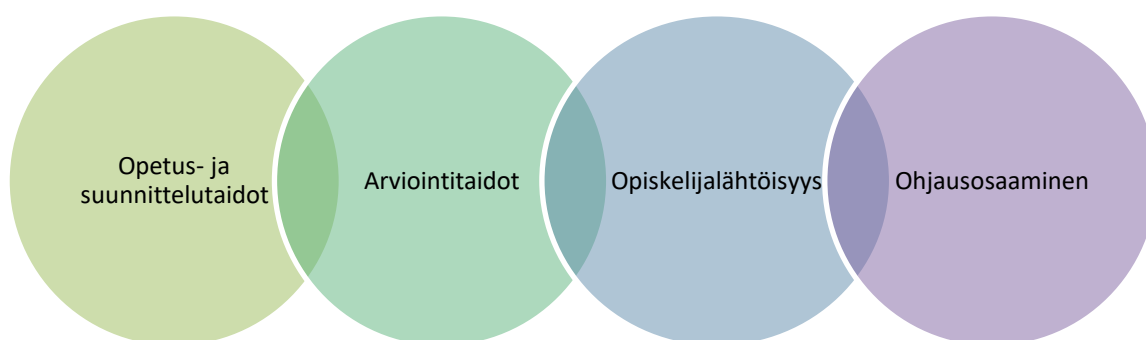 Opetus- ja
suunnittelutaidot
Arviointitaidot
Opiskelijalähtöisyys
Ohjausosaaminen